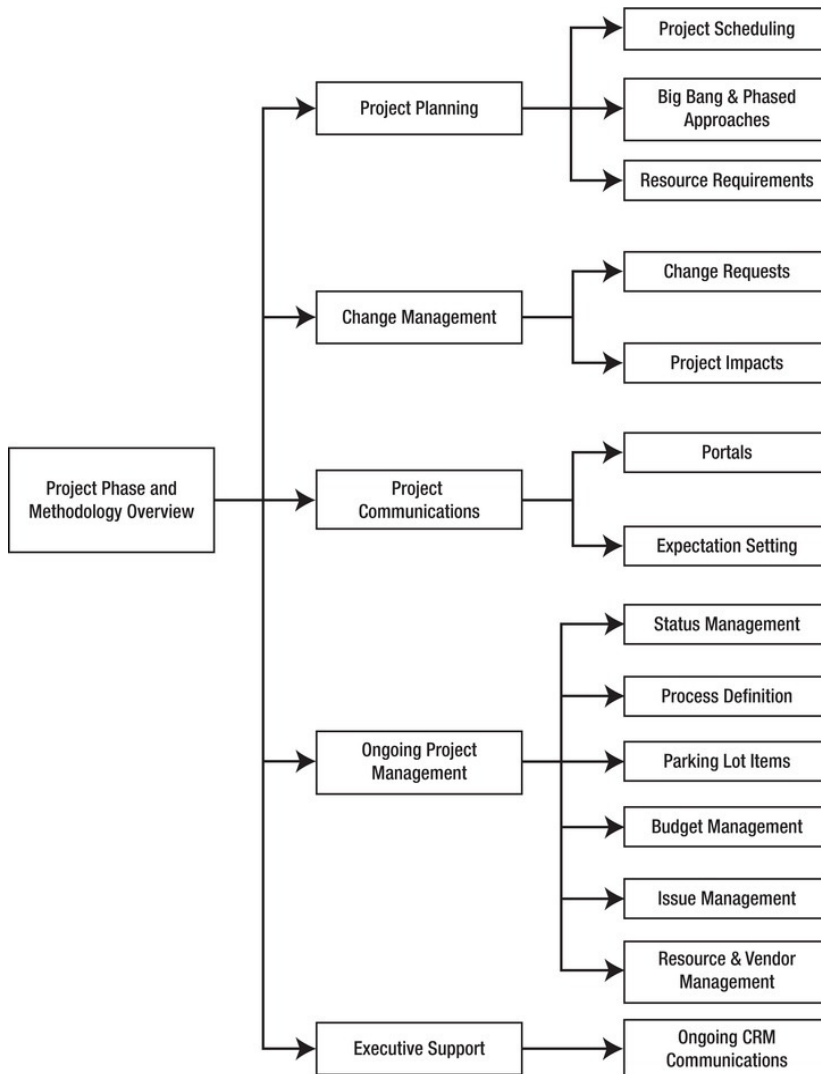 Project Scheduling
Project Planning
Big Bang & Phased
Approaches
Resource Requirements
Change Requests
Change Management
Project Impacts
Portals
Project Phase and
Methodology Overview
Project
Communications
Expectation Setting
Status Management
Process Definition
Ongoing Project
Management
Parking Lot Items
Budget Management
Issue Management
Resource & Vendor
Management
Executive Support
Ongoing CRM
Communications